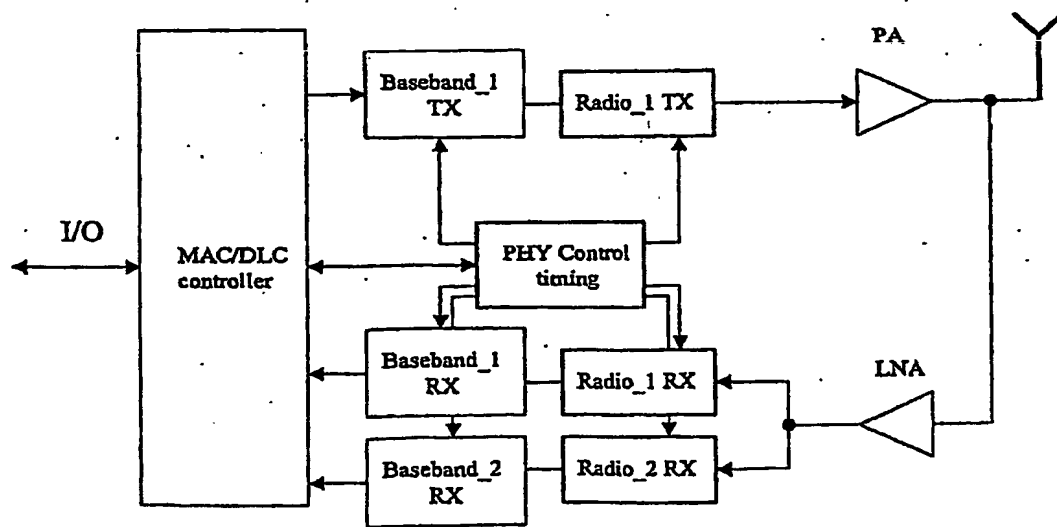 PA
Baseband_1
TX
Radio_1 TX
I/O
MAC/DLC
controller
PHY Control
timing
Baseband_1
RX
Radio_1 RX
LNA
Baseband_2
RX
Radio_2 RX